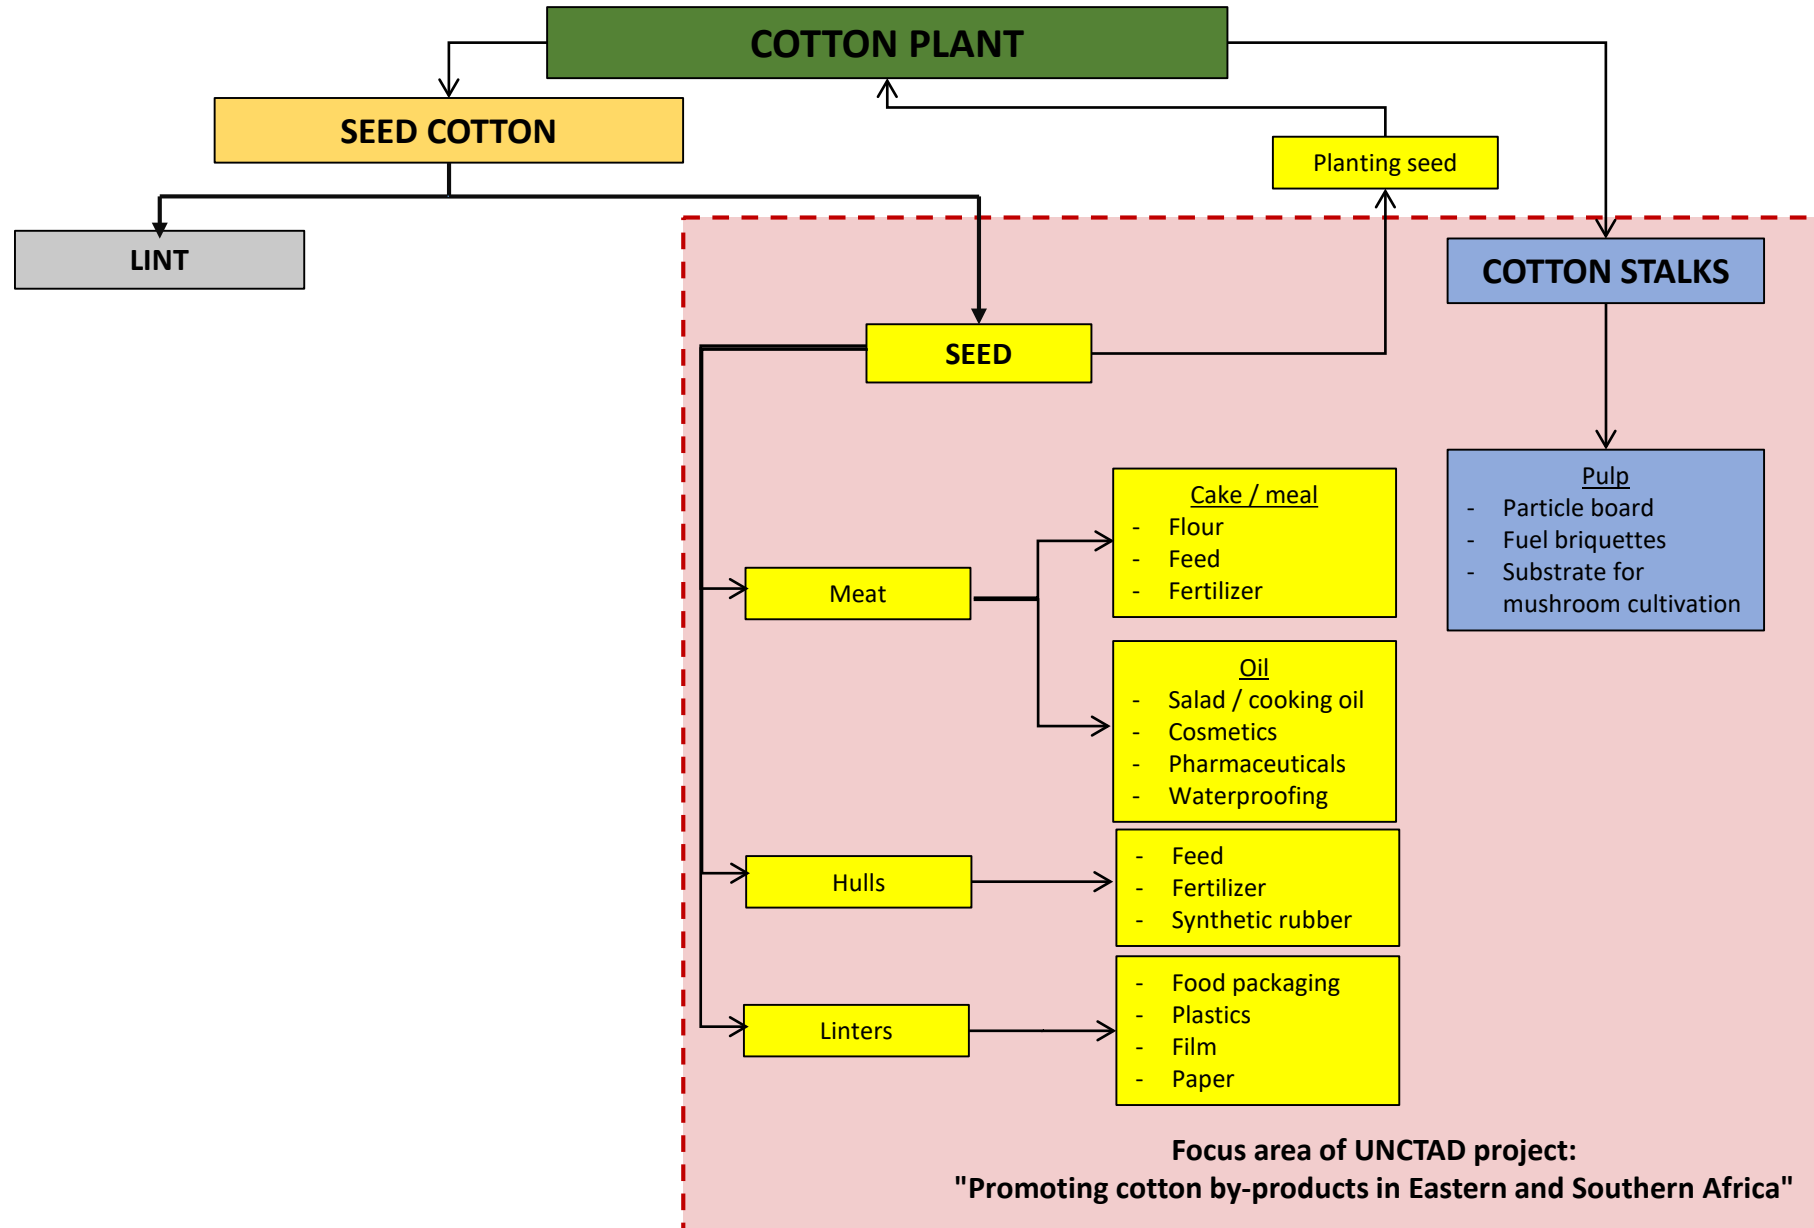 COTTON PLANT
SEED COTTON
Planting seed
LINT
COTTON STALKS
SEED
Cake / meal
- Flour
- Feed
- Fertilizer
Pulp
- Particle board
- Fuel briquettes
- Substrate for
mushroom cultivation
Meat
Oil
- Salad / cooking oil
- Cosmetics
- Pharmaceuticals
- Waterproofing
Hulls
- Feed
- Fertilizer
- Synthetic rubber
Linters
- Food packaging
- Plastics
- Film
- Paper
Focus area of UNCTAD project:
"Promoting cotton by-products in Eastern and Southern Africa"